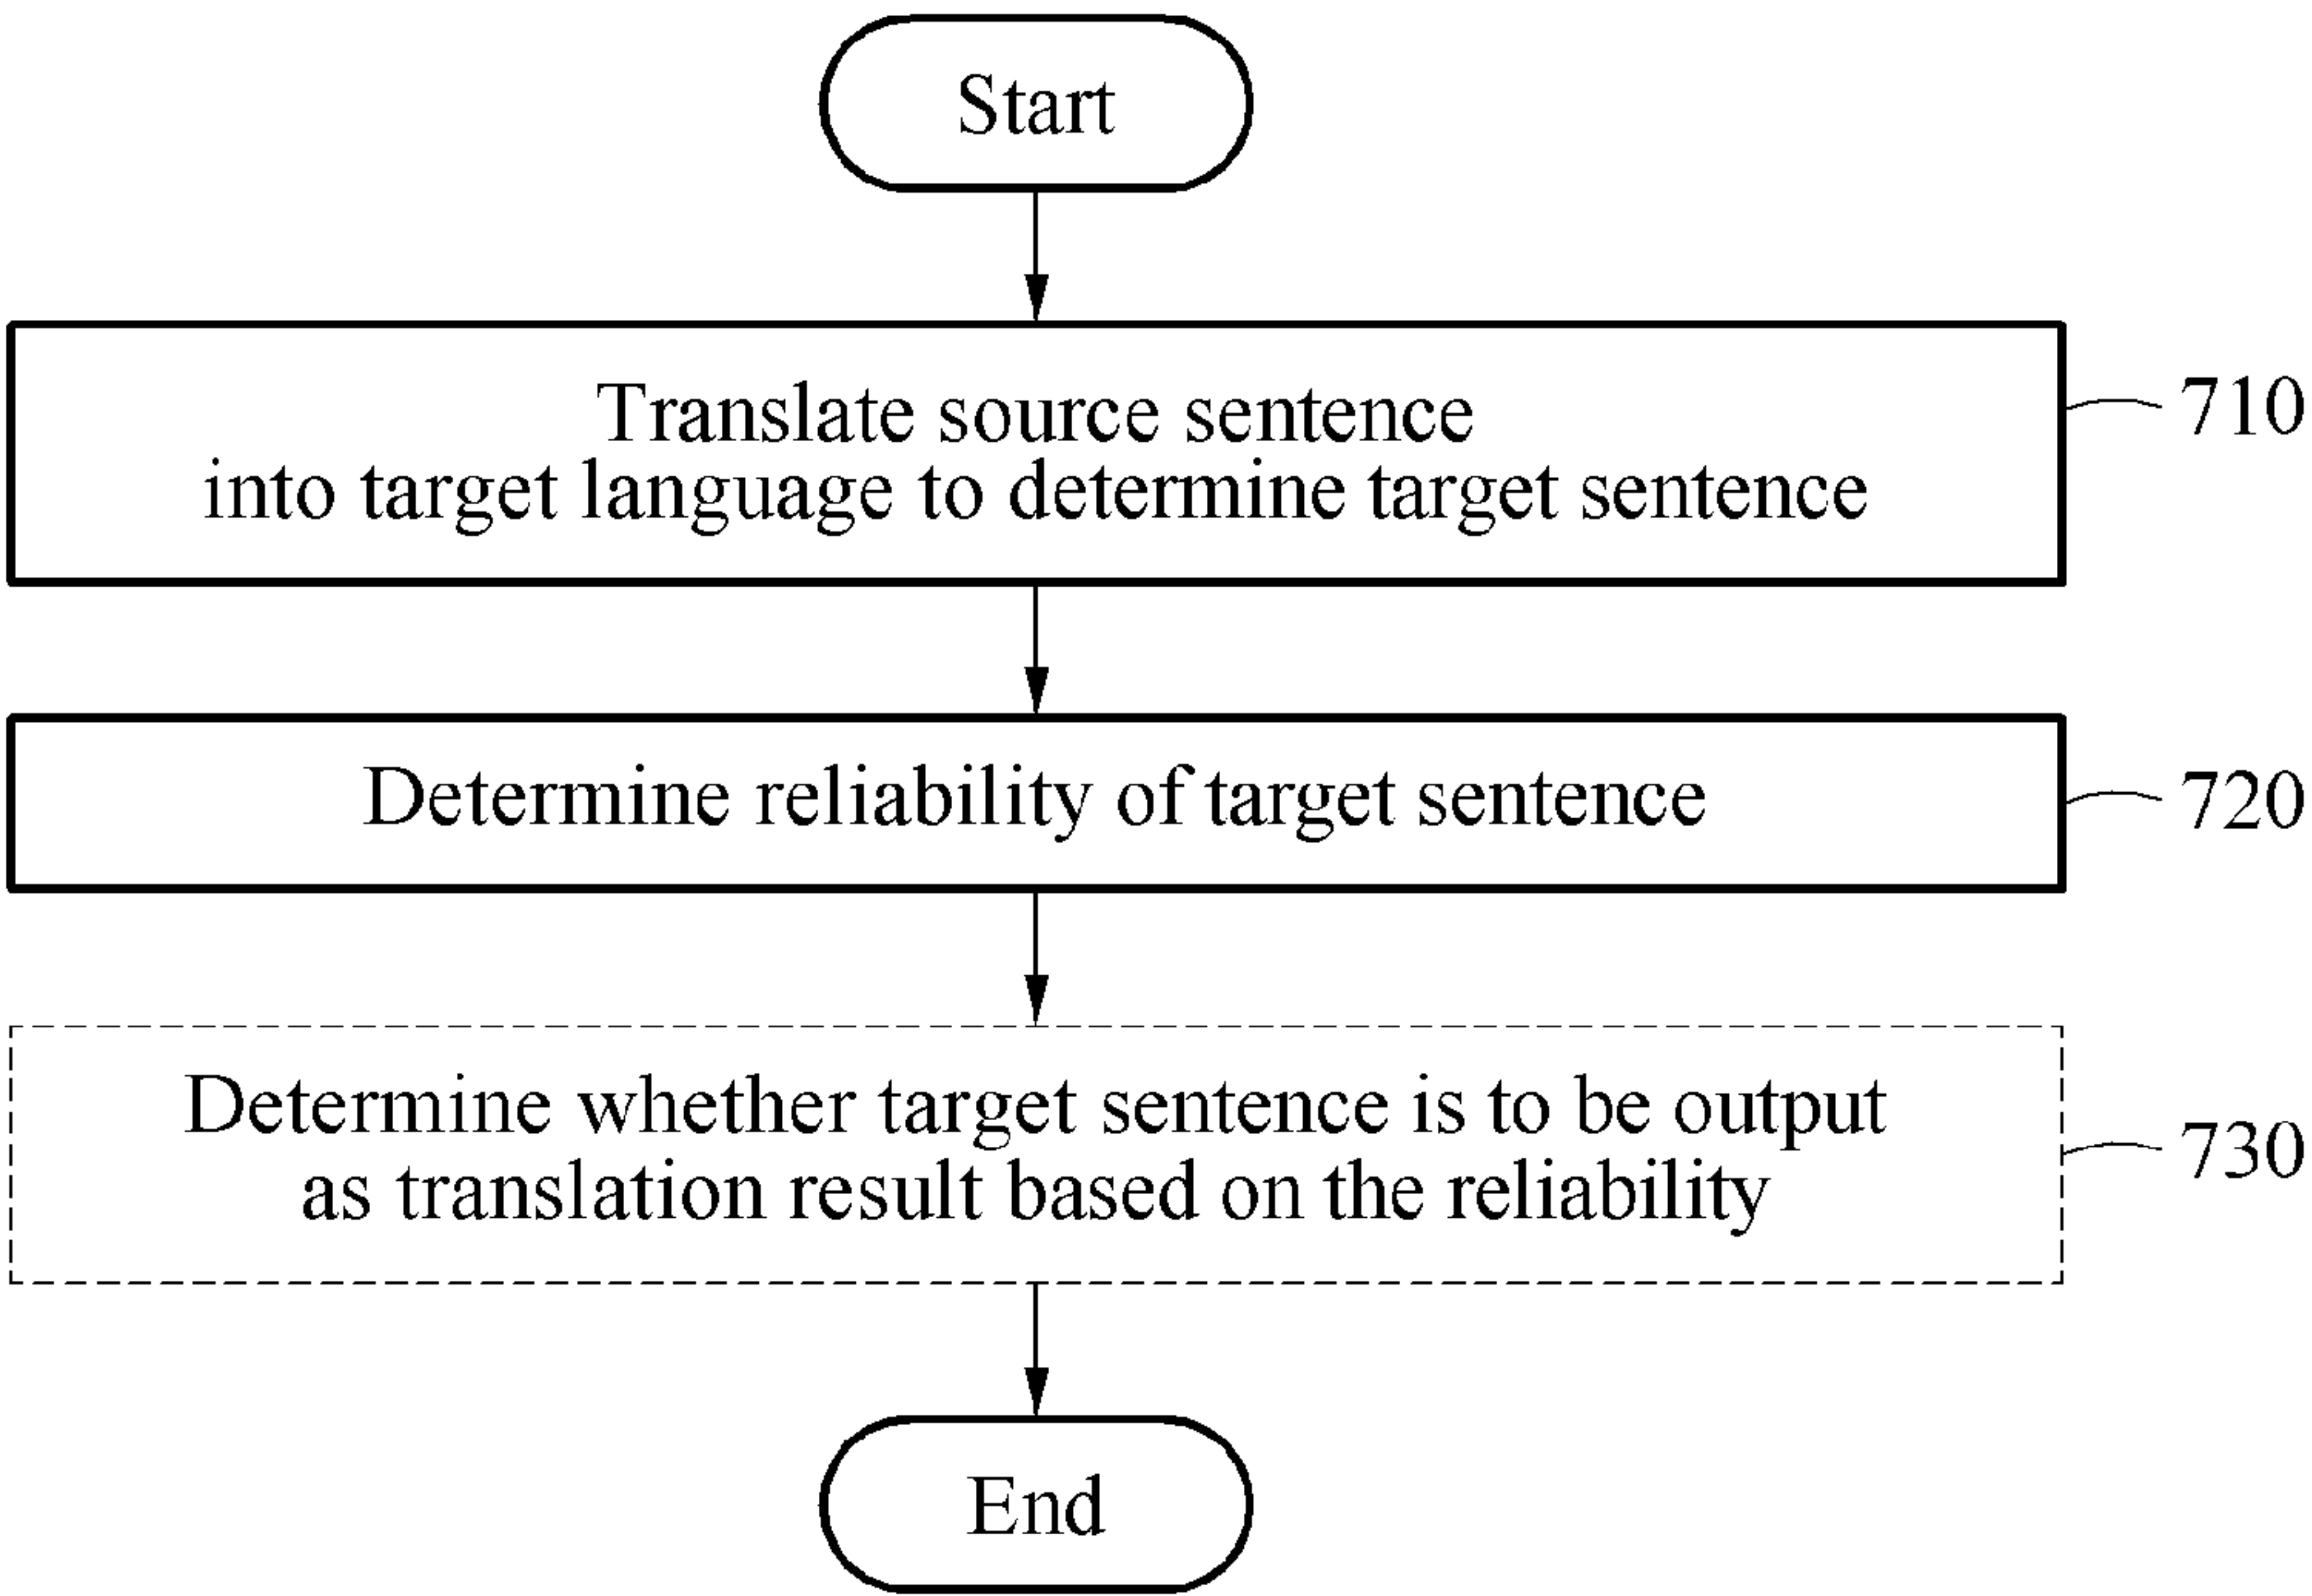 Start
Translate source sentence
into target language to determine target sentence
710
Determine reliability of target sentence
720
Determine whether target sentence is to be output
as translation result based on the reliability
730
End